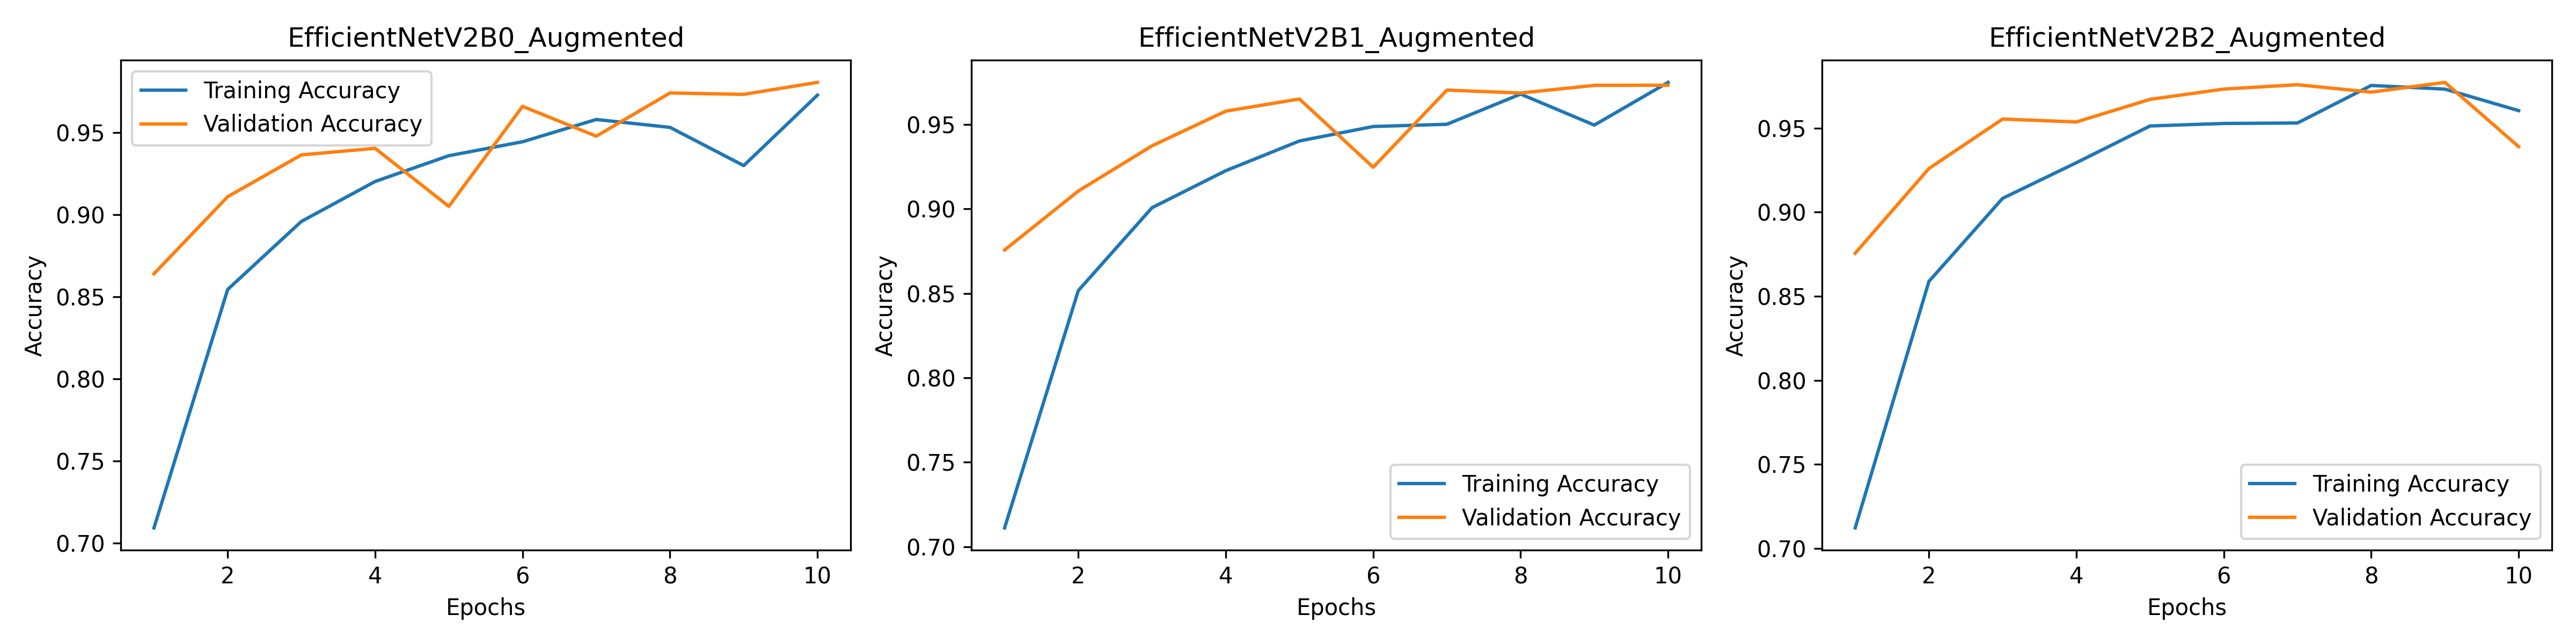 EfficientNetV2B0_Augmented
Training Accuracy
Validation Accuracy
0.95
0.90
0.85
0.80
0.75
0.70
Accuracy
2 4 6 8 10
Epochs
EfficientNetV2B1_Augmented
0.95
0.90
0.85
0.80
0.75
0.70
Accuracy
Training Accuracy
Validation Accuracy
2 4 6 8 10
Epochs
EfficientNetV2B2_Augmented
0.95
0.90
0.85
0.80
0.75
0.70
Accuracy
Training Accuracy
Validation Accuracy
2 4 6 8 10
Epochs